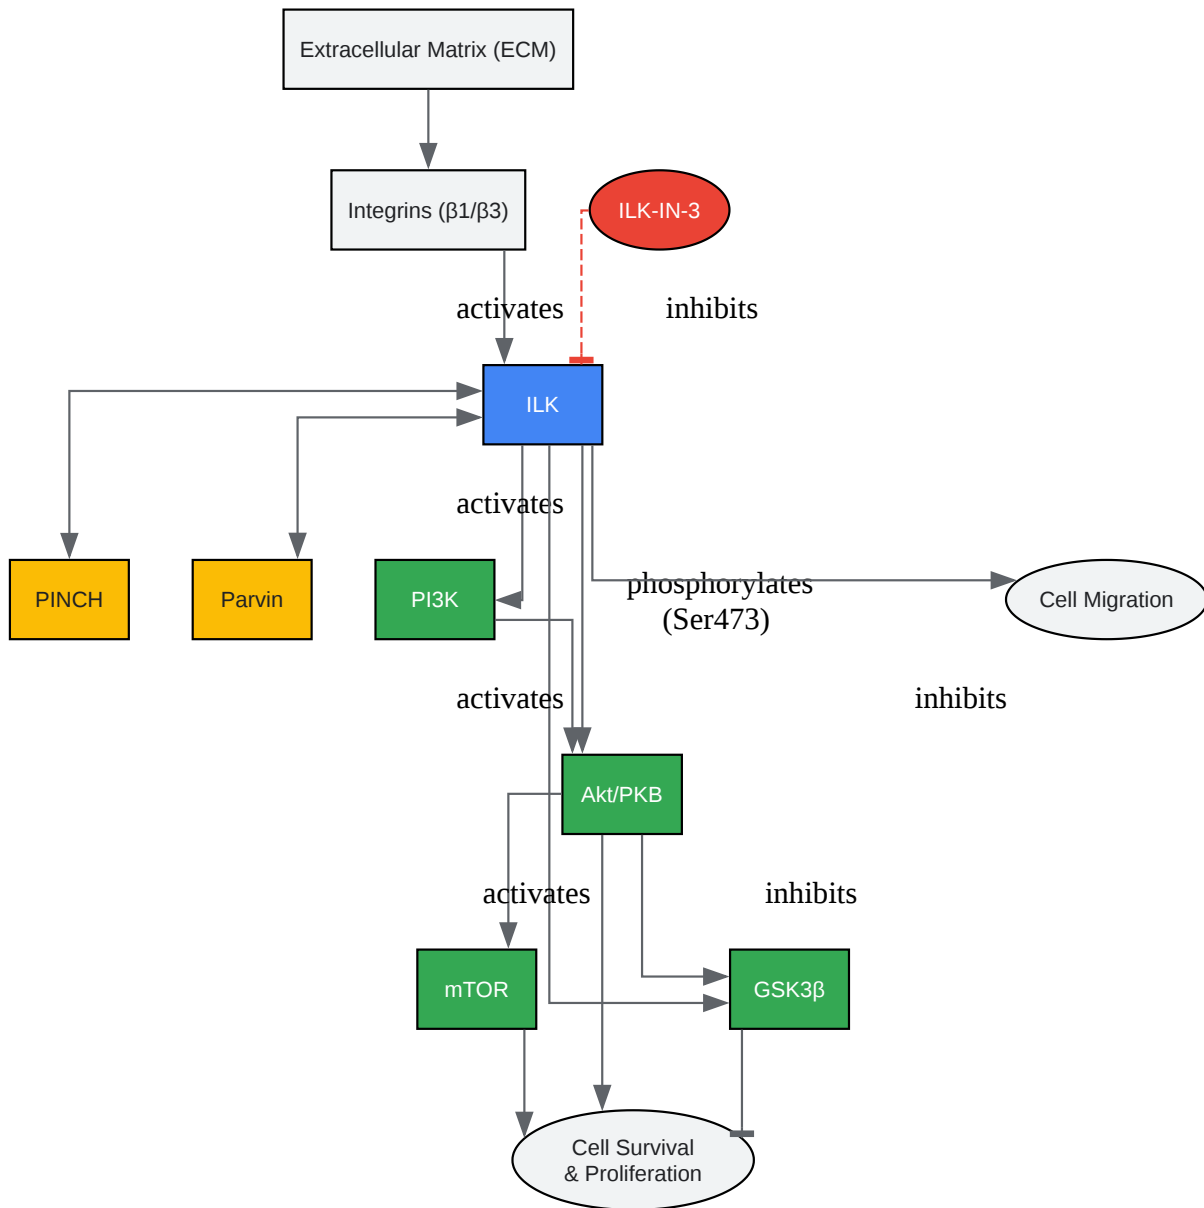 Extracellular Matrix (ECM)
Integrins (β1/β3)
ILK-IN-3
activates
inhibits
ILK
activates
PINCH
Parvin
PI3K
phosphorylates
(Ser473)
Cell Migration
activates
inhibits
Akt/PKB
activates
inhibits
mTOR
GSK3β
Cell Survival
& Proliferation